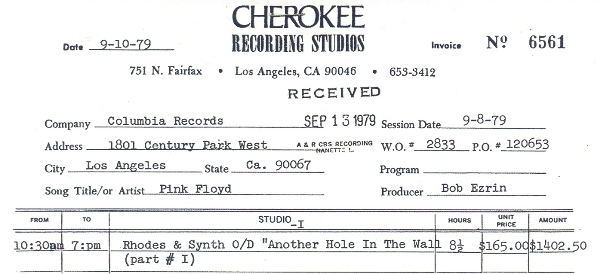 CHEROKEE
Date 9-10-79 RECORDING STUDIOS Invoice Nº 6561
751 N. Fairfax • Los Angeles, CA 90046 • 653-3412
RECEIVED
Company Columbia Records SEP 13 1979 Session Date 9-8-79
Address 1801 Century Park West A & R CBS RECORDING W.O. # 2833 P.O. # 120653
NANETTE L.
City Los Angeles State Ca. 90067 Program
Song Title/or Artist Pink Floyd Producer Bob Ezrin
FROM TO STUDIO -I HOURS UNIT PRICE AMOUNT
10:30am 7:pm Rhodes & Synth O/D "Another Hole In The Wall 8½ $165.00 $1402.50
(part # I)